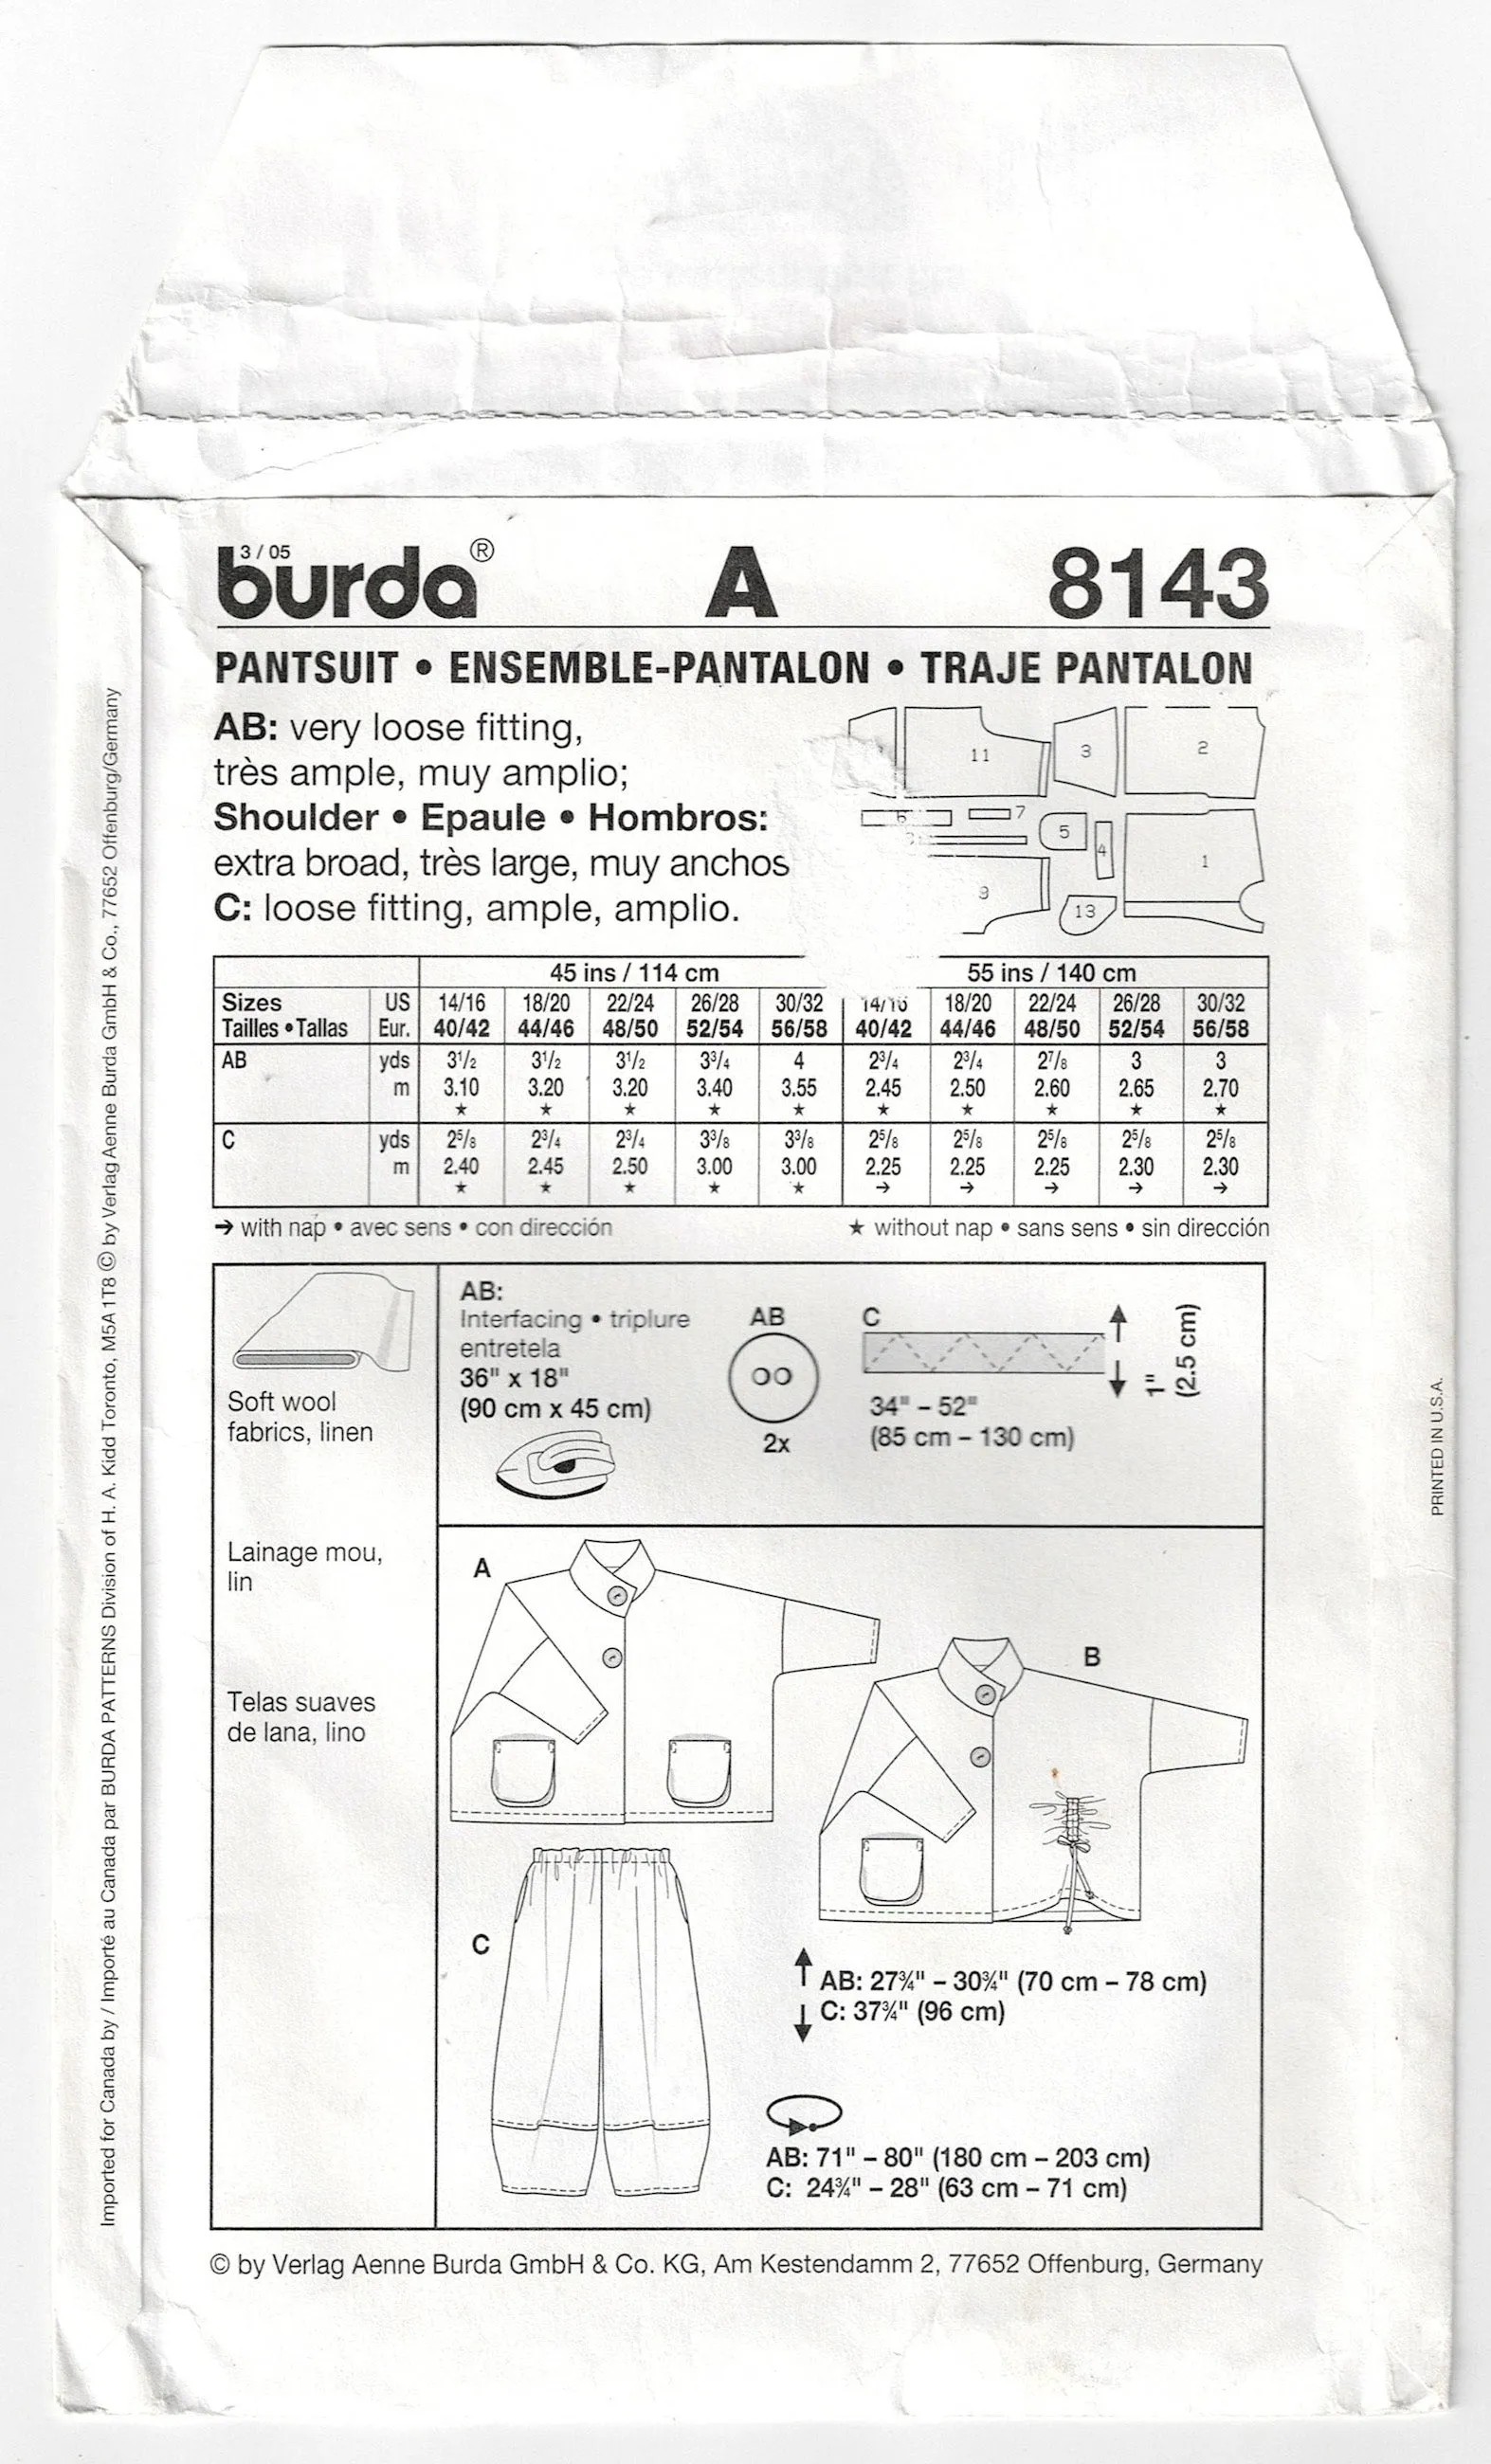 3 / 05
burda® A 8143
PANTSUIT • ENSEMBLE-PANTALON • TRAJE PANTALON
AB: very loose fitting,
très ample, muy amplio;
Shoulder • Epaule • Hombros:
extra broad, très large, muy anchos
C: loose fitting, ample, amplio.
11 3 2
6 7 5 4 1
9 13
45 ins / 114 cm 55 ins / 140 cm
Sizes US 14/16 18/20 22/24 26/28 30/32 14/16 18/20 22/24 26/28 30/32
Tailles • Tallas Eur. 40/42 44/46 48/50 52/54 56/58 40/42 44/46 48/50 52/54 56/58
AB yds 3½ 3½ 3½ 3¾ 4 2¾ 2¾ 2⅞ 3 3
m 3.10 3.20 3.20 3.40 3.55 2.45 2.50 2.60 2.65 2.70
★ ★ ★ ★ ★ ★ ★ ★ ★ ★
C yds 2⅝ 2¾ 2¾ 3⅜ 3⅜ 2⅝ 2⅝ 2⅝ 2⅝ 2⅝
m 2.40 2.45 2.50 3.00 3.00 2.25 2.25 2.25 2.30 2.30
★ ★ ★ ★ ★ → → → → →
→ with nap • avec sens • con dirección ★ without nap • sans sens • sin dirección
Soft wool
fabrics, linen
Lainage mou,
lin
Telas suaves
de lana, lino
AB:
Interfacing • triplure
entretela
36" x 18"
(90 cm x 45 cm)
AB
2x
C
34" – 52"
(85 cm – 130 cm)
1"
(2.5 cm)
A
B
C
AB: 27¾" – 30¾" (70 cm – 78 cm)
C: 37¾" (96 cm)
AB: 71" – 80" (180 cm – 203 cm)
C: 24¾" – 28" (63 cm – 71 cm)
© by Verlag Aenne Burda GmbH & Co. KG, Am Kestendamm 2, 77652 Offenburg, Germany
Imported for Canada by / Importé au Canada par BURDA PATTERNS Division of H. A. Kidd Toronto, M5A1T8 © by Verlag Aenne Burda GmbH & Co., 77652 Offenburg/Germany
PRINTED IN U.S.A.